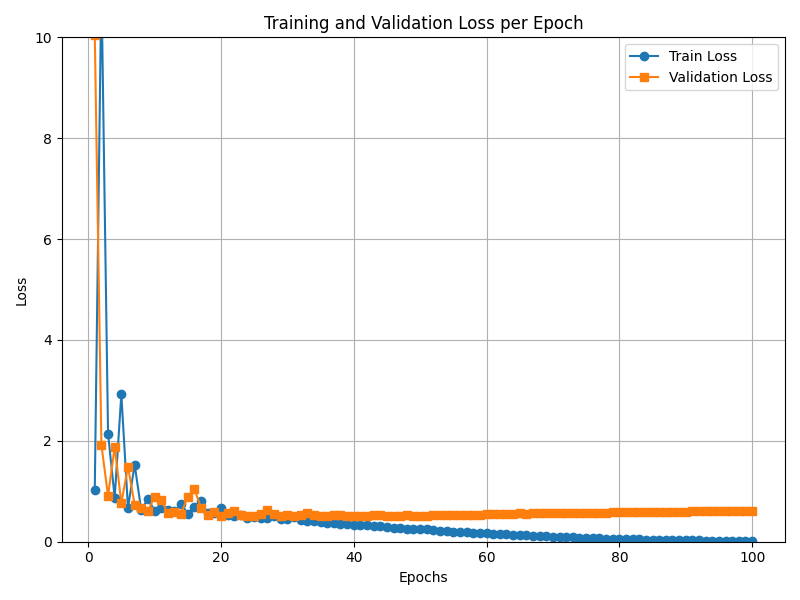 Training and Validation Loss per Epoch
Train Loss
Validation Loss
10
8
6
4
2
0
Loss
0 20 40 60 80 100
Epochs